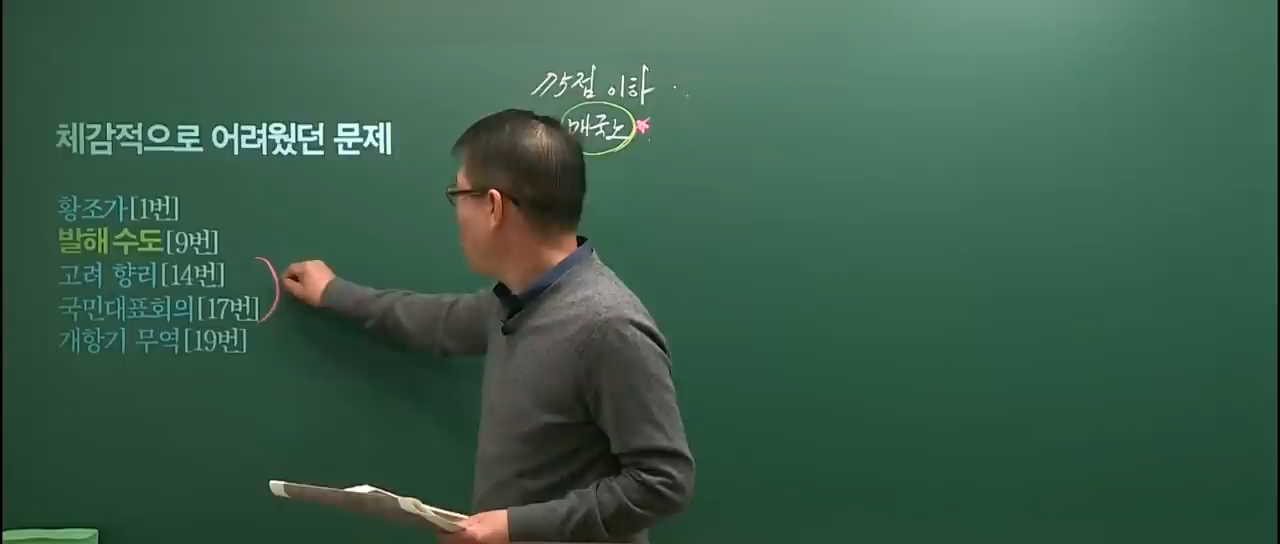 75점 이하
매국노
체감적으로 어려웠던 문제
황조가[1번]
발해 수도[9번]
고려 향리[14번]
국민대표회의[17번]
개항기 무역[19번]